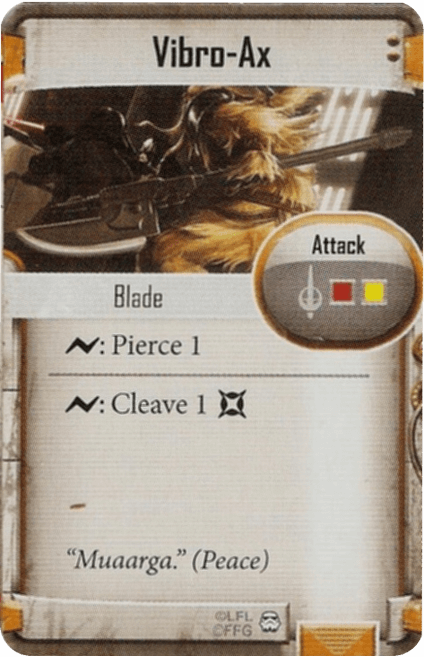 Vibro-Ax
Attack
Blade
: Pierce 1
: Cleave 1
“Muaarga.” (Peace)
©LFL
©FFG